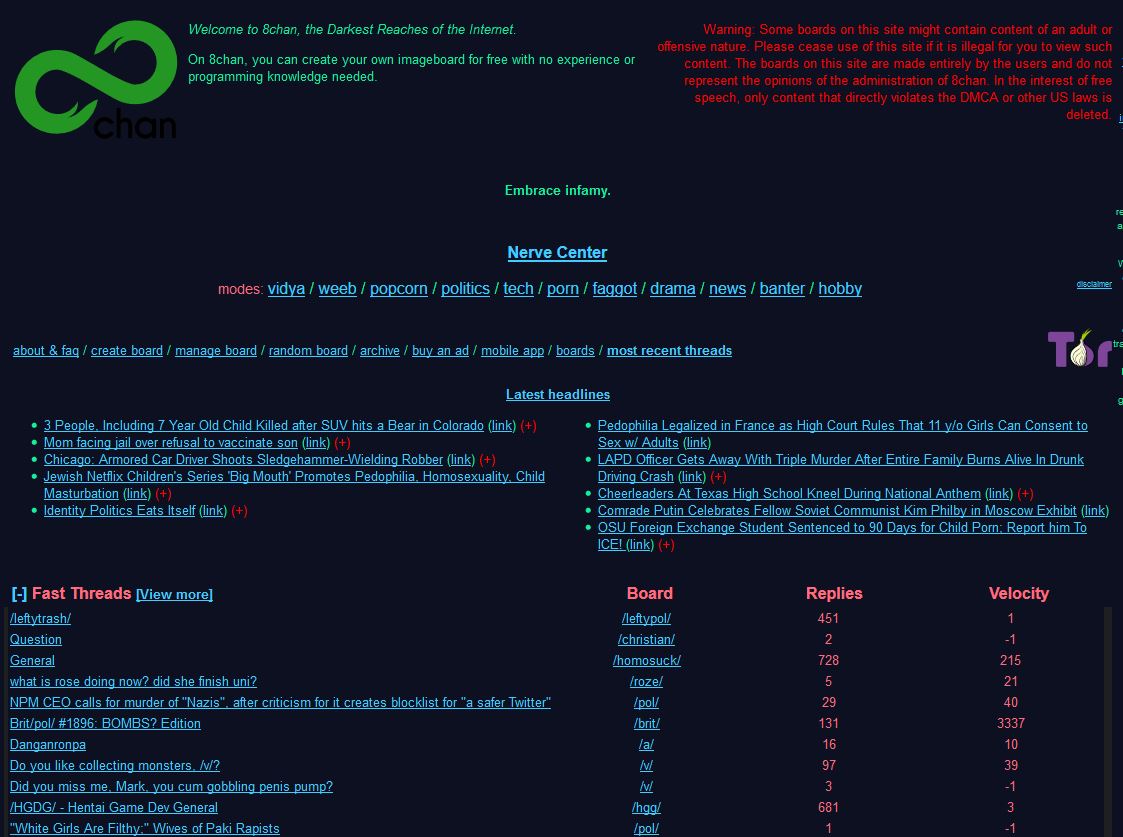 Welcome to 8chan, the Darkest Reaches of the Internet.
On 8chan, you can create your own imageboard for free with no experience or
programming knowledge needed.
8chan
Warning: Some boards on this site might contain content of an adult or
offensive nature. Please cease use of this site if it is illegal for you to view such
content. The boards on this site are made entirely by the users and do not
represent the opinions of the administration of 8chan. In the interest of free
speech, only content that directly violates the DMCA or other US laws is
deleted.
Embrace infamy.
Nerve Center
modes: vidya / weeb / popcorn / politics / tech / porn / faggot / drama / news / banter / hobby
disclaimer
about & faq / create board / manage board / random board / archive / buy an ad / mobile app / boards / most recent threads
Tor
Latest headlines
3 People, Including 7 Year Old Child Killed after SUV hits a Bear in Colorado (link) (+)
Mom facing jail over refusal to vaccinate son (link) (+)
Chicago: Armored Car Driver Shoots Sledgehammer-Wielding Robber (link) (+)
Jewish Netflix Children's Series 'Big Mouth' Promotes Pedophilia, Homosexuality, Child
Masturbation (link) (+)
Identity Politics Eats Itself (link) (+)
Pedophilia Legalized in France as High Court Rules That 11 y/o Girls Can Consent to
Sex w/ Adults (link)
LAPD Officer Gets Away With Triple Murder After Entire Family Burns Alive In Drunk
Driving Crash (link) (+)
Cheerleaders At Texas High School Kneel During National Anthem (link) (+)
Comrade Putin Celebrates Fellow Soviet Communist Kim Philby in Moscow Exhibit (link)
OSU Foreign Exchange Student Sentenced to 90 Days for Child Porn; Report him To
ICE! (link) (+)
[-] Fast Threads [View more] Board Replies Velocity
/leftytrash/ /leftypol/ 451 1
Question /christian/ 2 -1
General /homosuck/ 728 215
what is rose doing now? did she finish uni? /roze/ 5 21
NPM CEO calls for murder of "Nazis", after criticism for it creates blocklist for "a safer Twitter" /pol/ 29 40
Brit/pol/ #1896: BOMBS? Edition /brit/ 131 3337
Danganronpa /a/ 16 10
Do you like collecting monsters, /v/? /v/ 97 39
Did you miss me, Mark, you cum gobbling penis pump? /v/ 3 -1
/HGDG/ - Hentai Game Dev General /hgg/ 681 3
"White Girls Are Filthy;" Wives of Paki Rapists /pol/ 1 -1